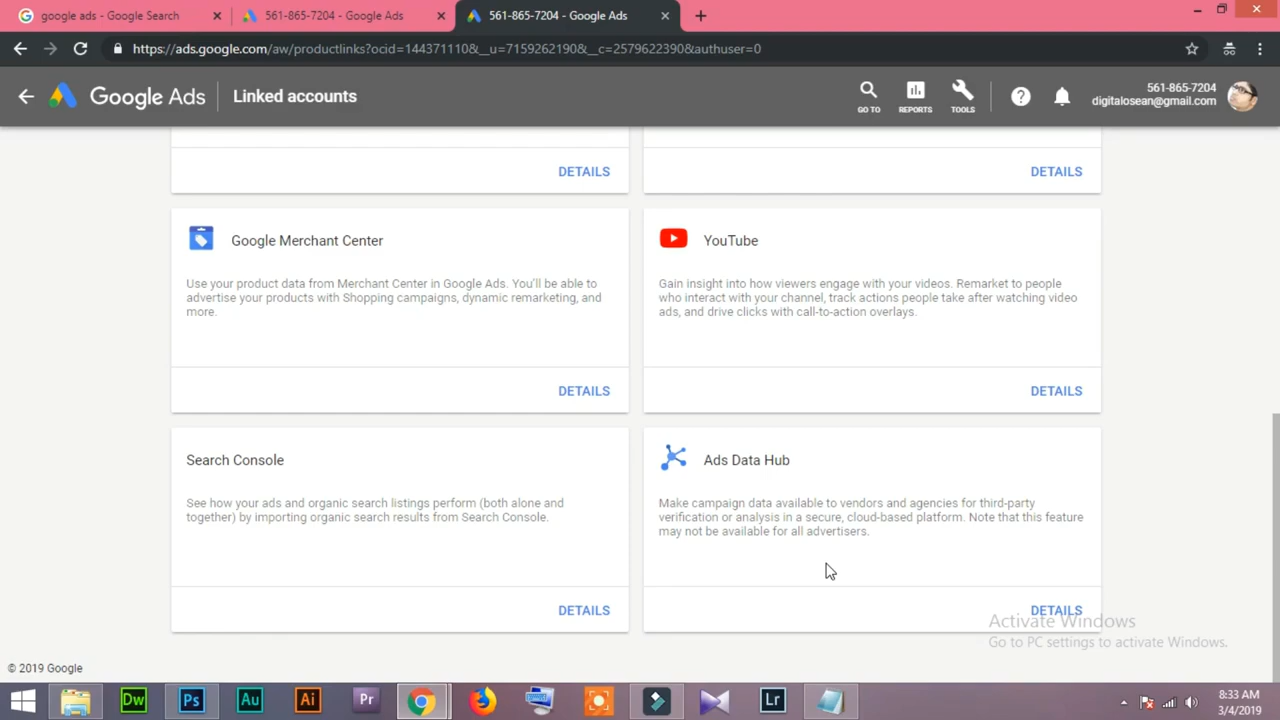 google ads - Google Search
561-865-7204 - Google Ads
561-865-7204 - Google Ads
https://ads.google.com/aw/productlinks?ocid=144371110&__u=7159262190&__c=2579622390&authuser=0
Google Ads
Linked accounts
GO TO
REPORTS
TOOLS
561-865-7204
digitalosean@gmail.com
DETAILS
DETAILS
Google Merchant Center
Use your product data from Merchant Center in Google Ads. You'll be able to
advertise your products with Shopping campaigns, dynamic remarketing, and
more.
DETAILS
YouTube
Gain insight into how viewers engage with your videos. Remarket to people
who interact with your channel, track actions people take after watching video
ads, and drive clicks with call-to-action overlays.
DETAILS
Search Console
See how your ads and organic search listings perform (both alone and
together) by importing organic search results from Search Console.
DETAILS
Ads Data Hub
Make campaign data available to vendors and agencies for third-party
verification or analysis in a secure, cloud-based platform. Note that this feature
may not be available for all advertisers.
DETAILS
Activate Windows
Go to PC settings to activate Windows.
© 2019 Google
Dw
Ps
Au
Ai
Pr
Lr
8:33 AM
3/4/2019